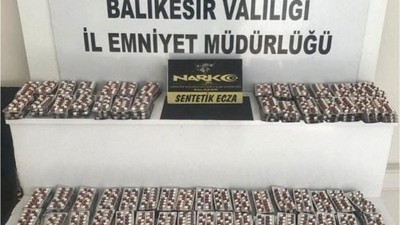 BALIKESİR VALİLİĞİ
İL EMNİYET MÜDÜRLÜĞÜ
NARKO
SENTETİK ECZA